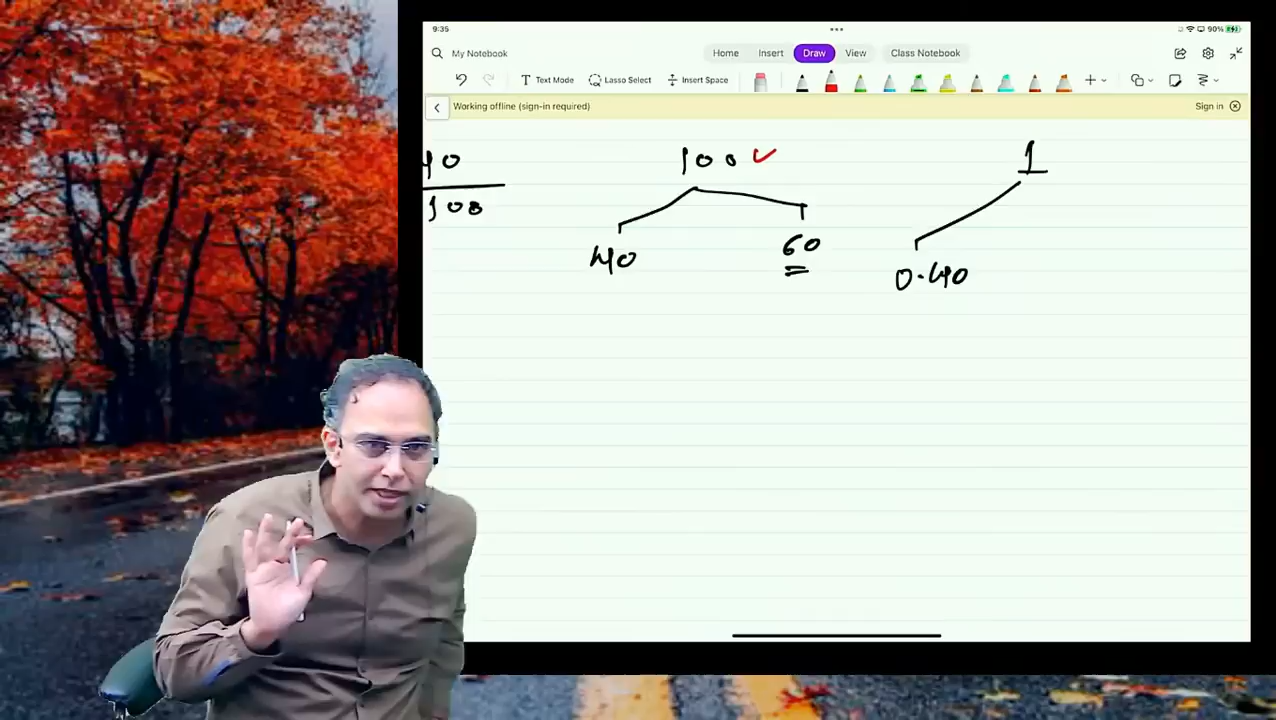 9:35
90%
My Notebook
Home Insert Draw View Class Notebook
Text Mode Lasso Select Insert Space
Working offline (sign-in required) Sign in
40
100
100
40
60
1
0.40